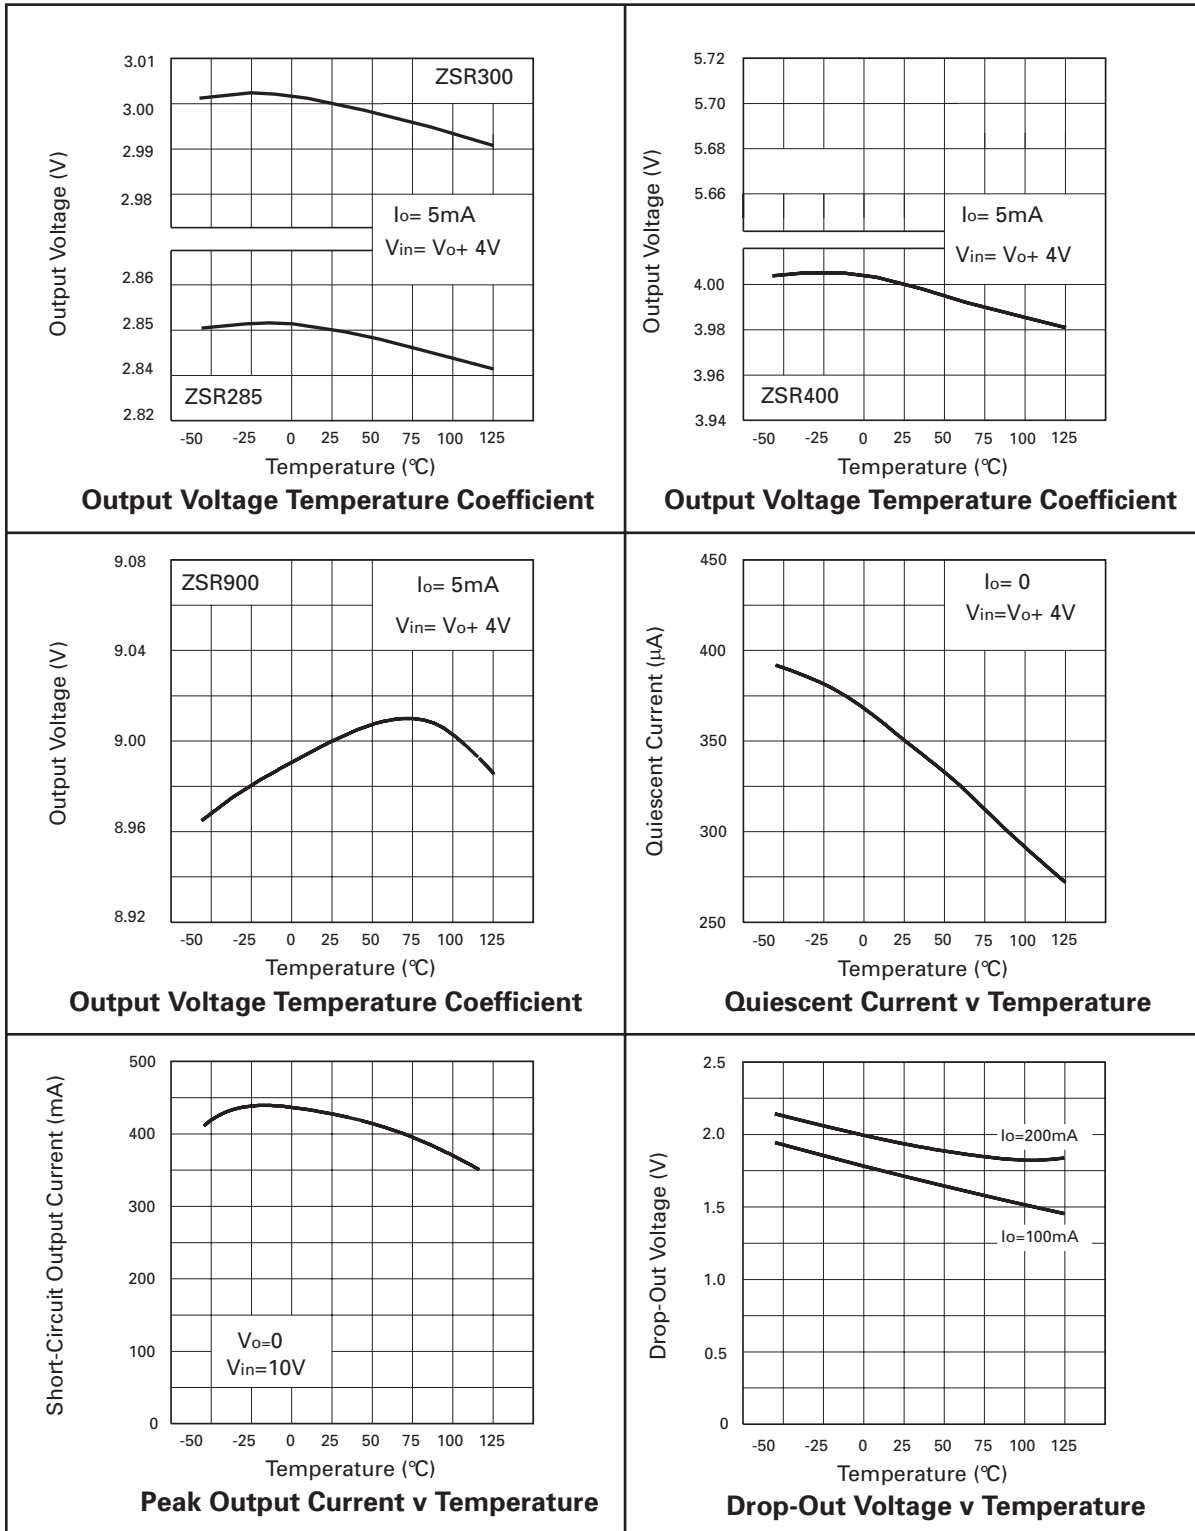 3.01
3.00
2.99
2.98
2.86
2.85
2.84
2.82
Output Voltage (V)
ZSR300
Io= 5mA
Vin= Vo+ 4V
ZSR285
-50 -25 0 25 50 75 100 125
Temperature (°C)
Output Voltage Temperature Coefficient
5.72
5.70
5.68
5.66
4.00
3.98
3.96
3.94
Output Voltage (V)
Io= 5mA
Vin= Vo+ 4V
ZSR400
-50 -25 0 25 50 75 100 125
Temperature (°C)
Output Voltage Temperature Coefficient
9.08
9.04
9.00
8.96
8.92
Output Voltage (V)
ZSR900
Io= 5mA
Vin= Vo+ 4V
-50 -25 0 25 50 75 100 125
Temperature (°C)
Output Voltage Temperature Coefficient
450
400
350
300
250
Quiescent Current (µA)
Io= 0
Vin=Vo+ 4V
-50 -25 0 25 50 75 100 125
Temperature (°C)
Quiescent Current v Temperature
500
400
300
200
100
0
Short-Circuit Output Current (mA)
Vo=0
Vin=10V
-50 -25 0 25 50 75 100 125
Temperature (°C)
Peak Output Current v Temperature
2.5
2.0
1.5
1.0
0.5
0
Drop-Out Voltage (V)
Io=200mA
Io=100mA
-50 -25 0 25 50 75 100 125
Temperature (°C)
Drop-Out Voltage v Temperature